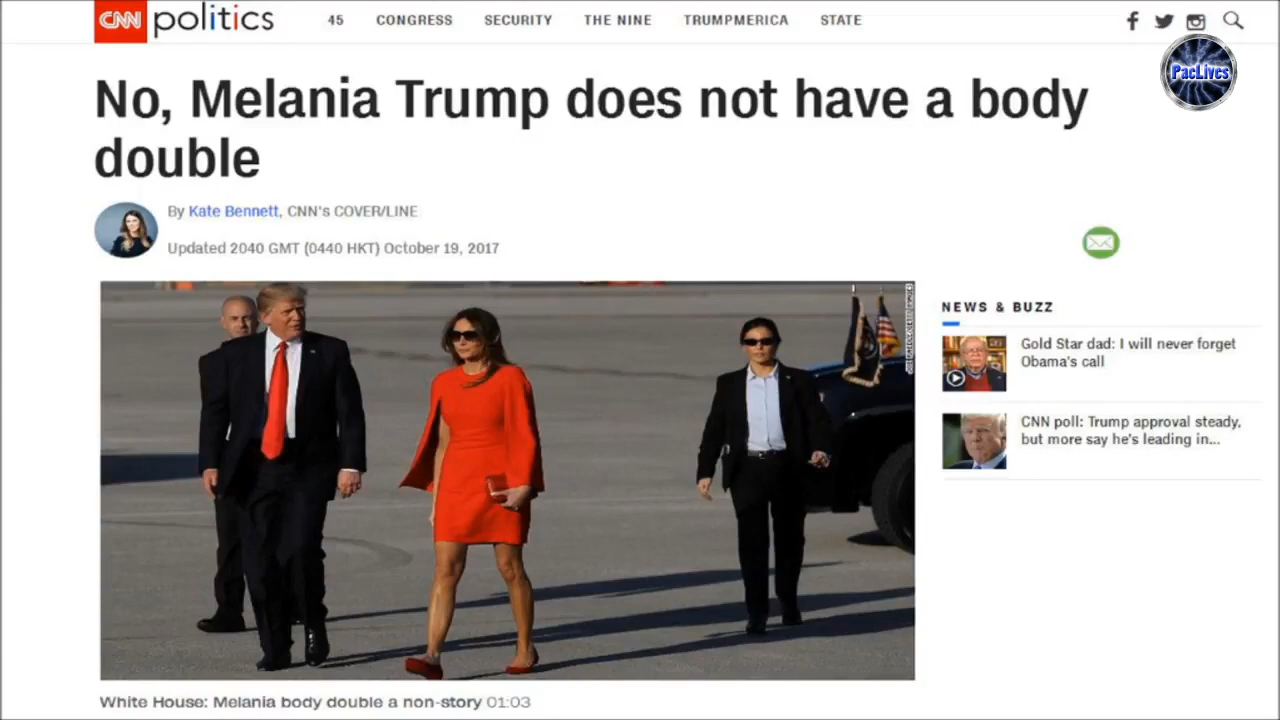 CNN politics
45 CONGRESS SECURITY THE NINE TRUMPMERICA STATE
PacLives
No, Melania Trump does not have a body
double
By Kate Bennett, CNN's COVER/LINE
Updated 2040 GMT (0440 HKT) October 19, 2017
NEWS & BUZZ
Gold Star dad: I will never forget
Obama's call
CNN poll: Trump approval steady,
but more say he's leading in...
White House: Melania body double a non-story 01:03